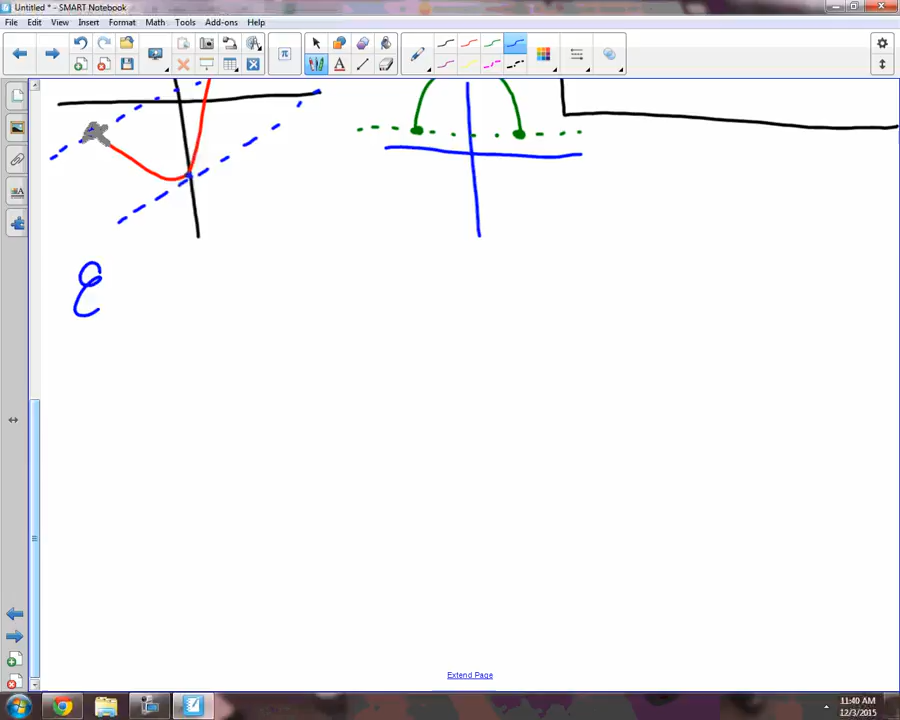 Untitled * - SMART Notebook
File Edit View Insert Format Math Tools Add-ons Help
E
Extend Page
11:40 AM
12/3/2015